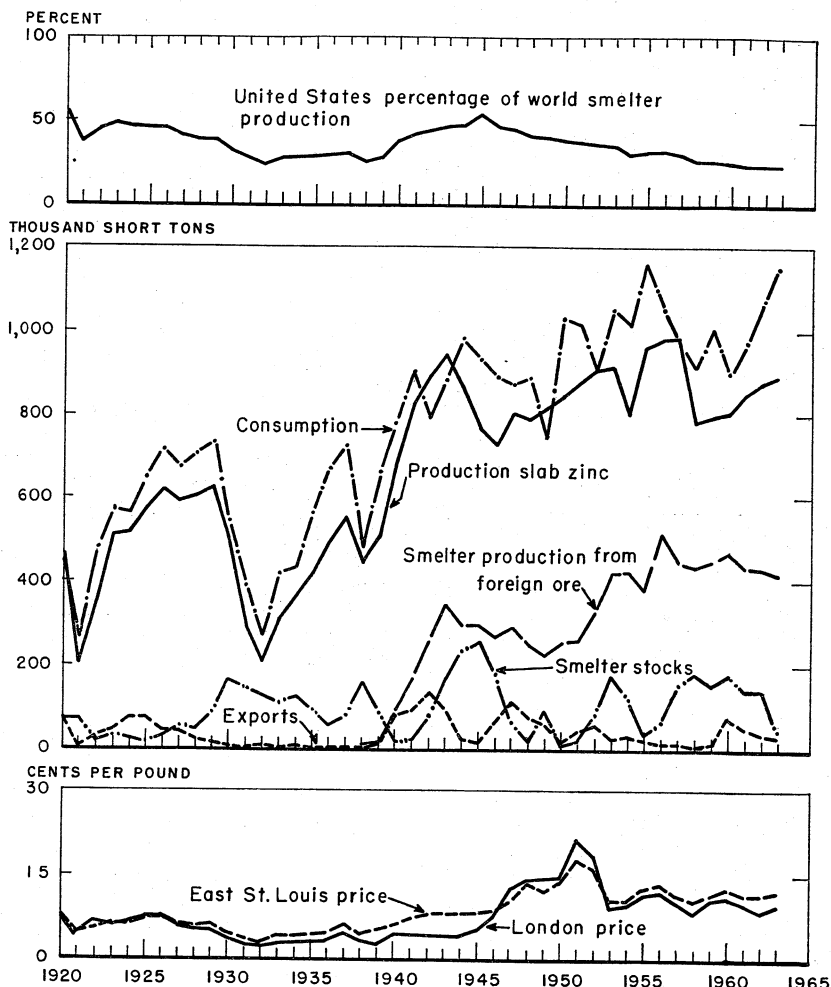 PERCENT
100
50
0
United States percentage of world smelter
production
THOUSAND SHORT TONS
1,200
1,000
800
600
400
200
0
Consumption
Production slab zinc
Smelter production from
foreign ore
Smelter stocks
Exports
CENTS PER POUND
30
15
0
East St. Louis price
London price
1920 1925 1930 1935 1940 1945 1950 1955 1960 1965